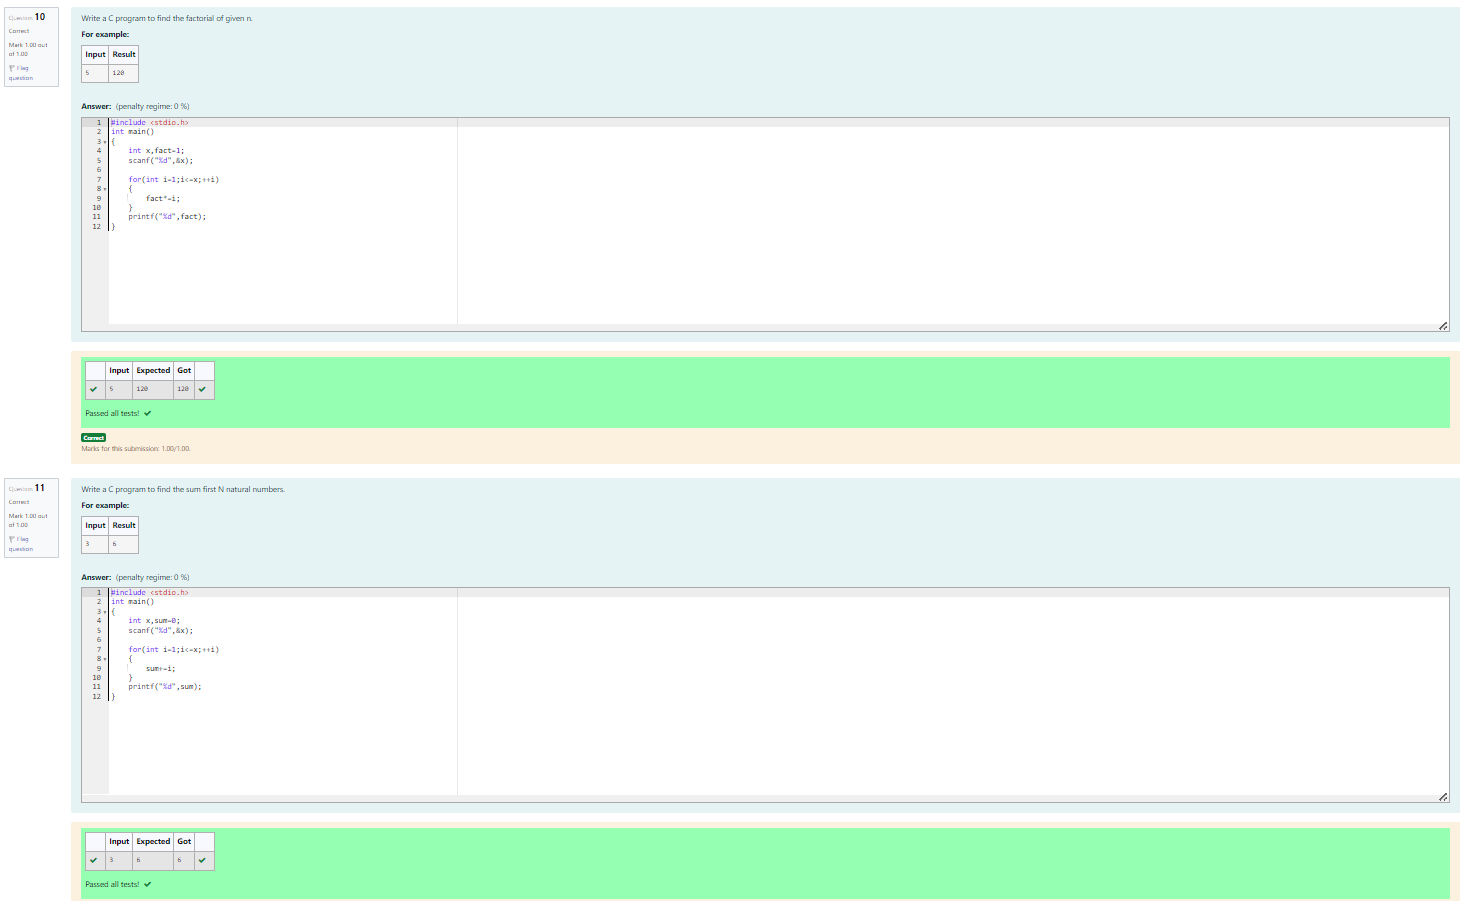 Question 10
Correct
Mark 1.00 out
of 1.00
Flag
question
Write a C program to find the factorial of given n.
For example:
Input Result
5 120
Answer: (penalty regime: 0 %)
1 #include <stdio.h>
2 int main()
3 {
4 int x,fact=1;
5 scanf("%d",&x);
6
7 for(int i=1;i<=x;++i)
8 {
9 fact*=i;
10 }
11 printf("%d",fact);
12 }
Input Expected Got
✔ 5 120 120 ✔
Passed all tests! ✔
Correct
Marks for this submission: 1.00/1.00.
Question 11
Correct
Mark 1.00 out
of 1.00
Flag
question
Write a C program to find the sum first N natural numbers.
For example:
Input Result
3 6
Answer: (penalty regime: 0 %)
1 #include <stdio.h>
2 int main()
3 {
4 int x,sum=0;
5 scanf("%d",&x);
6
7 for(int i=1;i<=x;++i)
8 {
9 sum+=i;
10 }
11 printf("%d",sum);
12 }
Input Expected Got
✔ 3 6 6 ✔
Passed all tests! ✔